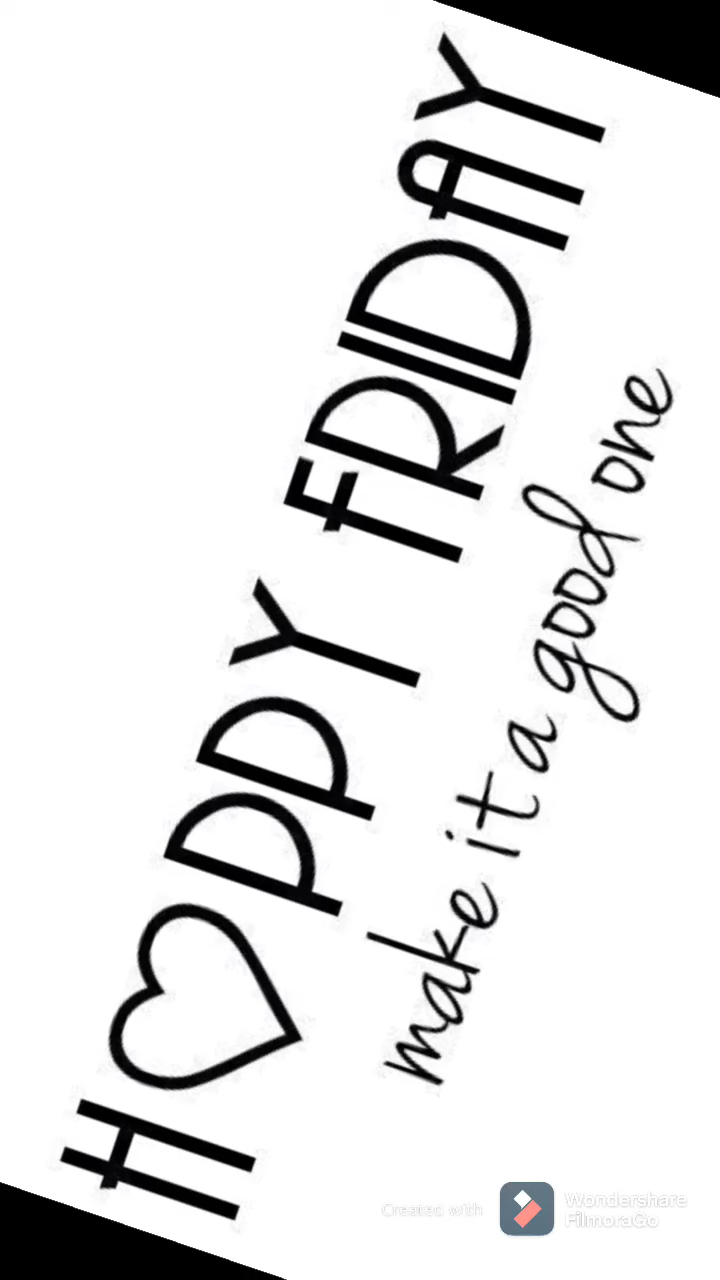 H♡PPY FRIDAY
make it a good one
Created with
Wondershare
FilmoraGo